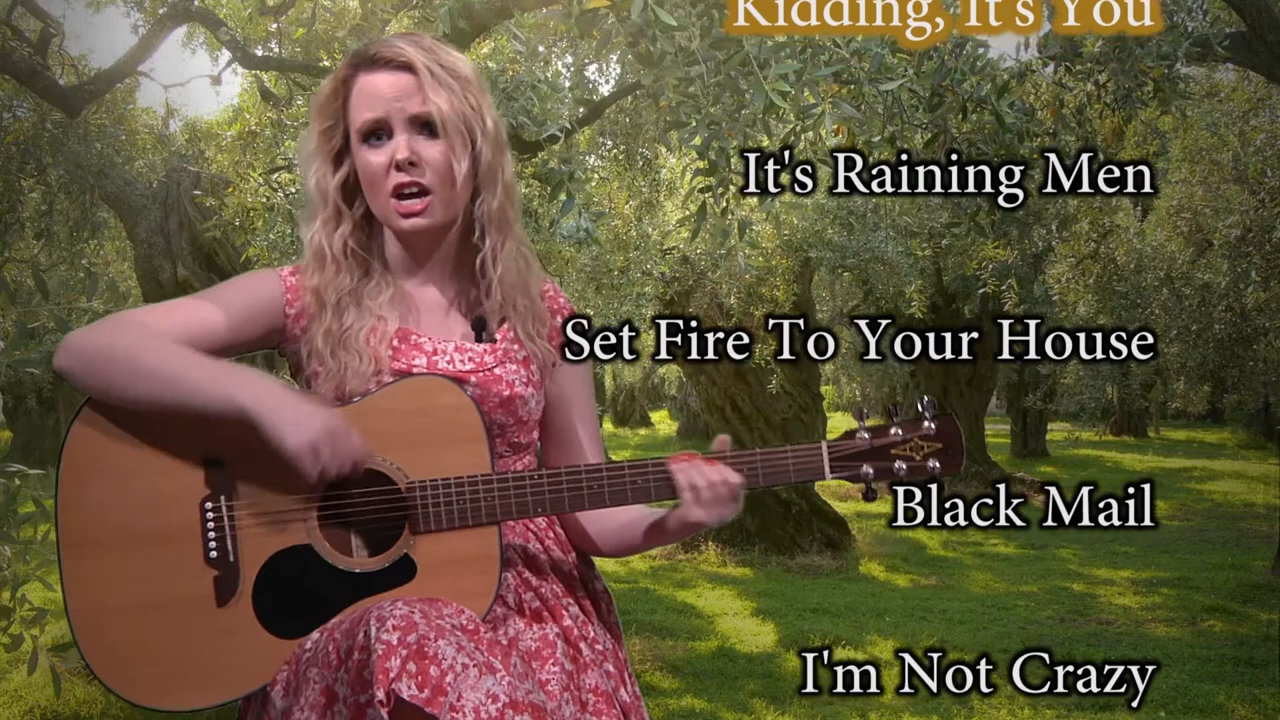 Kidding, It's You
It's Raining Men
Set Fire To Your House
Black Mail
I'm Not Crazy